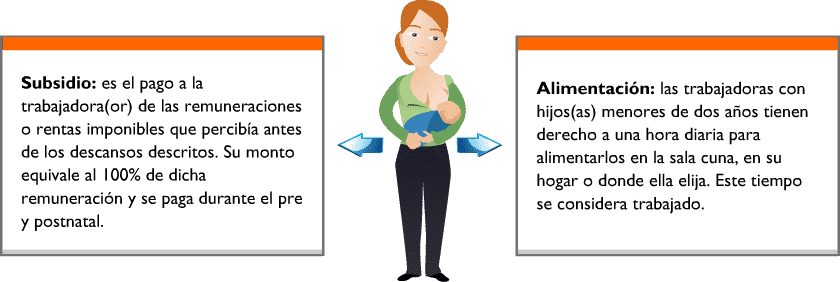 Subsidio: es el pago a la
trabajadora(or) de las remuneraciones
o rentas imponibles que percibía antes
de los descansos descritos. Su monto
equivale al 100% de dicha
remuneración y se paga durante el pre
y postnatal.
Alimentación: las trabajadoras con
hijos(as) menores de dos años tienen
derecho a una hora diaria para
alimentarlos en la sala cuna, en su
hogar o donde ella elija. Este tiempo
se considera trabajado.